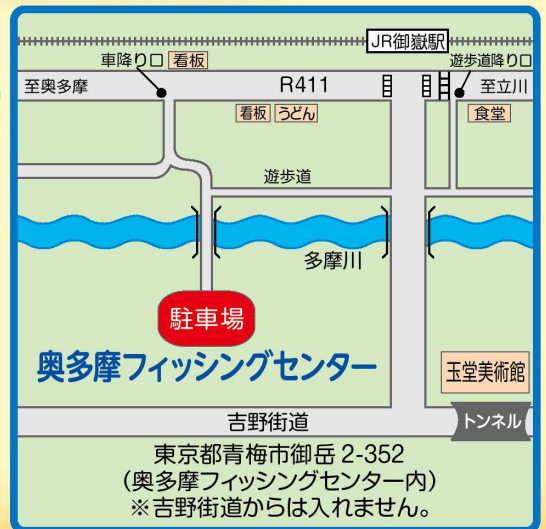 JR御嶽駅
車降り口 看板
遊歩道降り口
至奥多摩
R411
至立川
看板 うどん
食堂
遊歩道
多摩川
駐車場
奥多摩フィッシングセンター
玉堂美術館
吉野街道
トンネル
東京都青梅市御岳 2-352
(奥多摩フィッシングセンター内)
※吉野街道からは入れません。